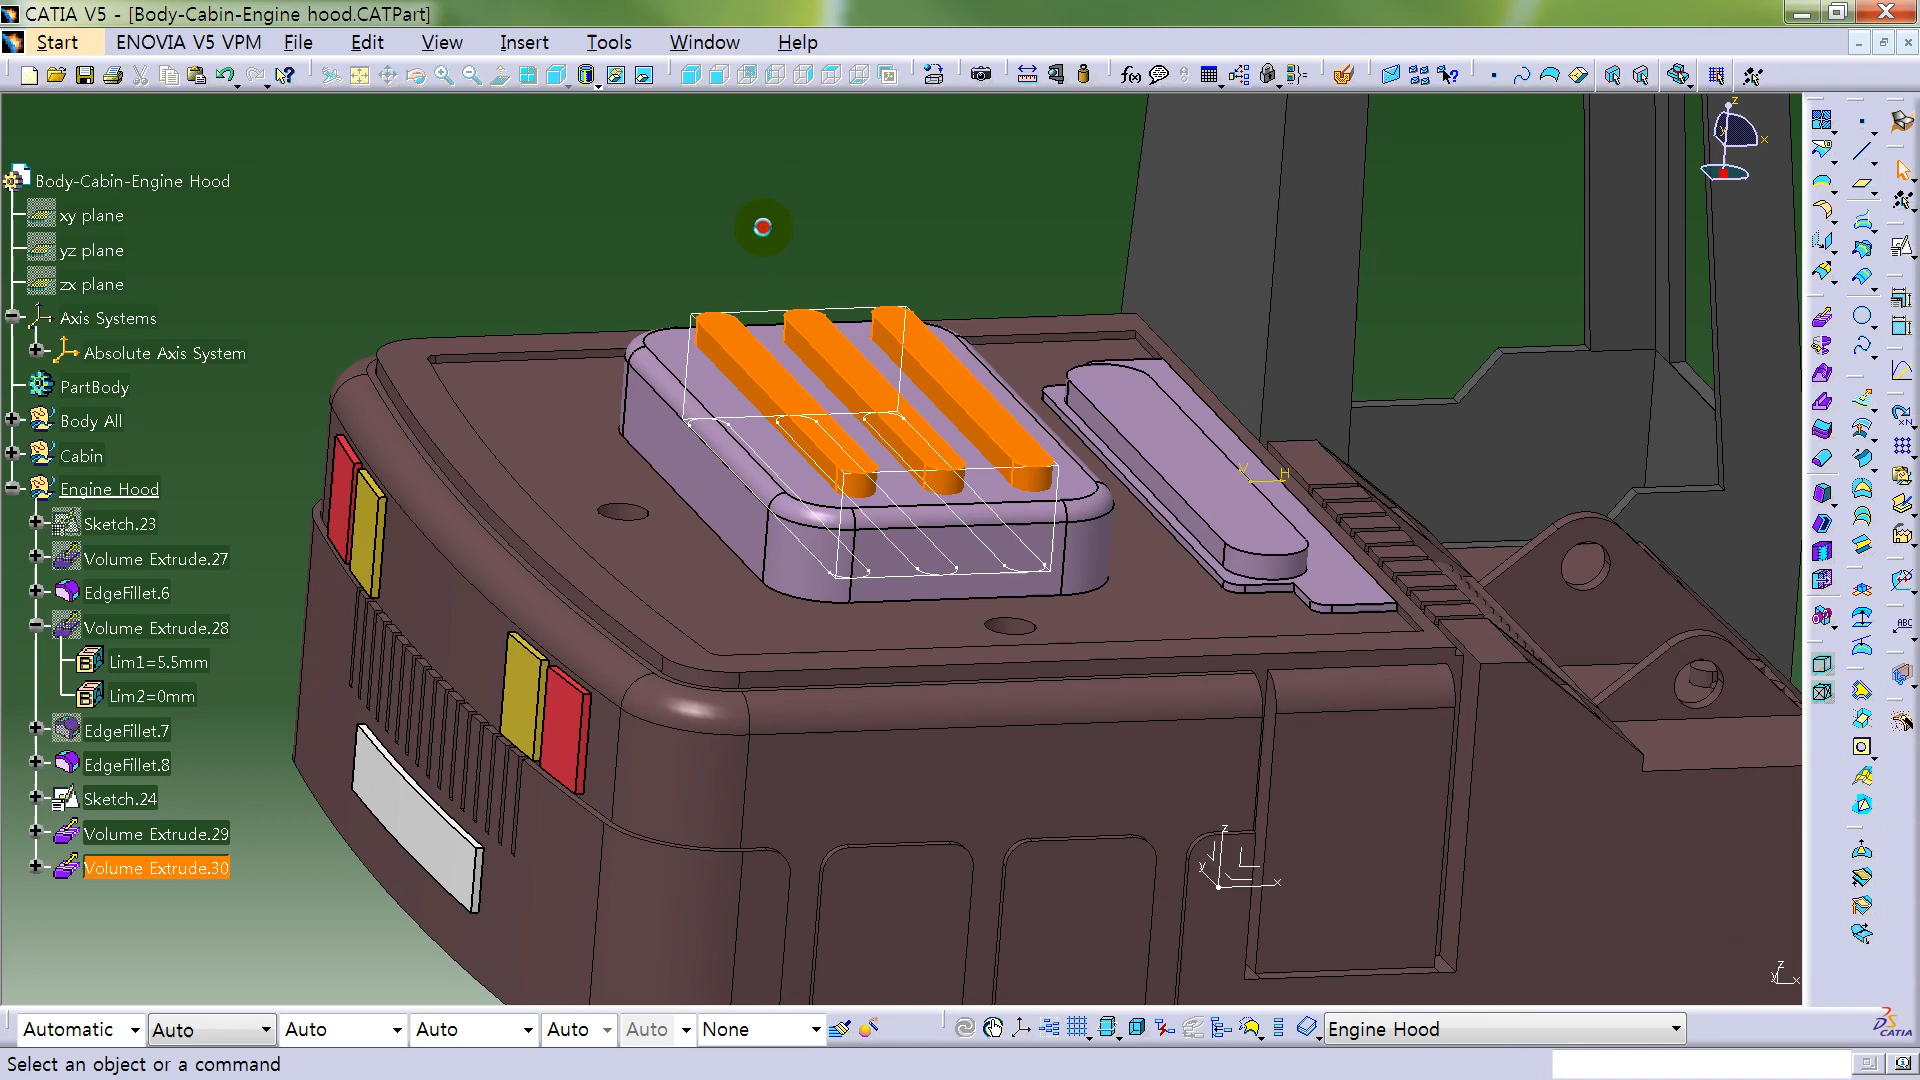 CATIA V5 - [Body-Cabin-Engine hood.CATPart]
Start ENOVIA V5 VPM File Edit View Insert Tools Window Help
Body-Cabin-Engine Hood
xy plane
yz plane
zx plane
Axis Systems
Absolute Axis System
PartBody
Body All
Cabin
Engine Hood
Sketch.23
Volume Extrude.27
EdgeFillet.6
Volume Extrude.28
Lim1=5.5mm
Lim2=0mm
EdgeFillet.7
EdgeFillet.8
Sketch.24
Volume Extrude.29
Volume Extrude.30
z
x
y
V H
z
y x
z
y x
ABC
Automatic Auto Auto Auto Auto Auto None Engine Hood
CATIA
Select an object or a command